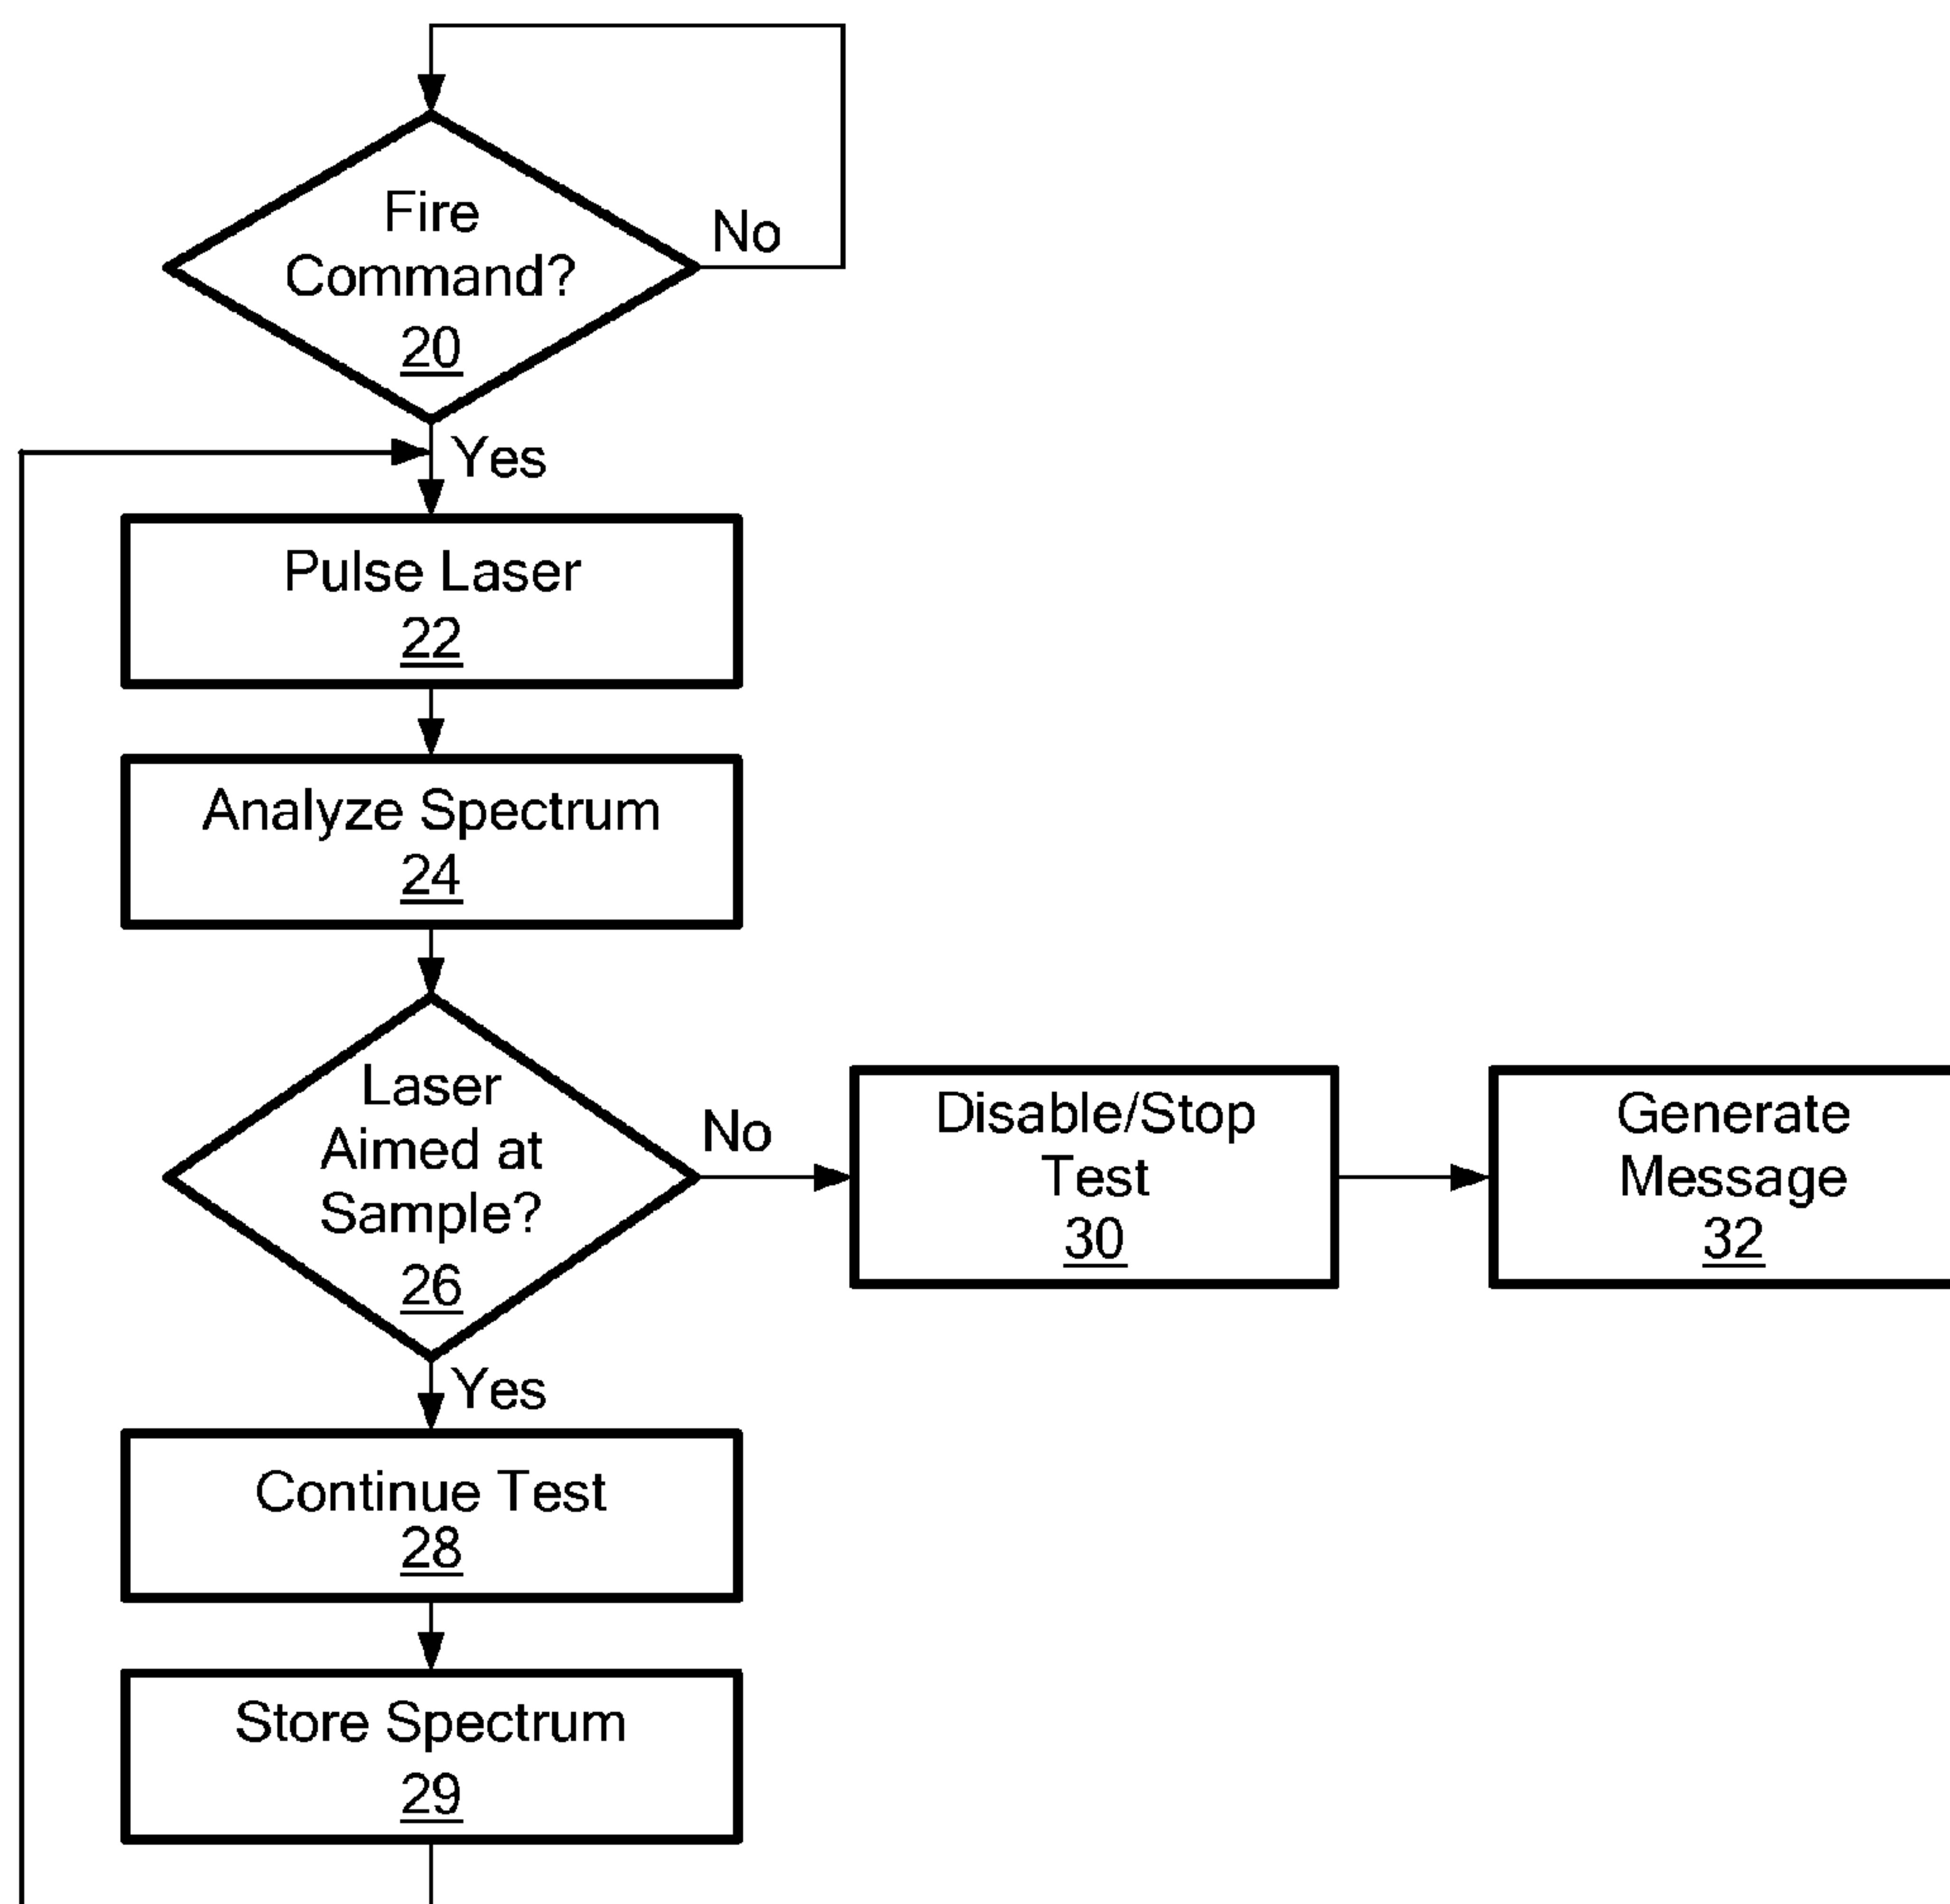 Fire
Command?
20
No
Yes
Pulse Laser
22
Analyze Spectrum
24
Laser
Aimed at
Sample?
26
No
Disable/Stop
Test
30
Generate
Message
32
Yes
Continue Test
28
Store Spectrum
29